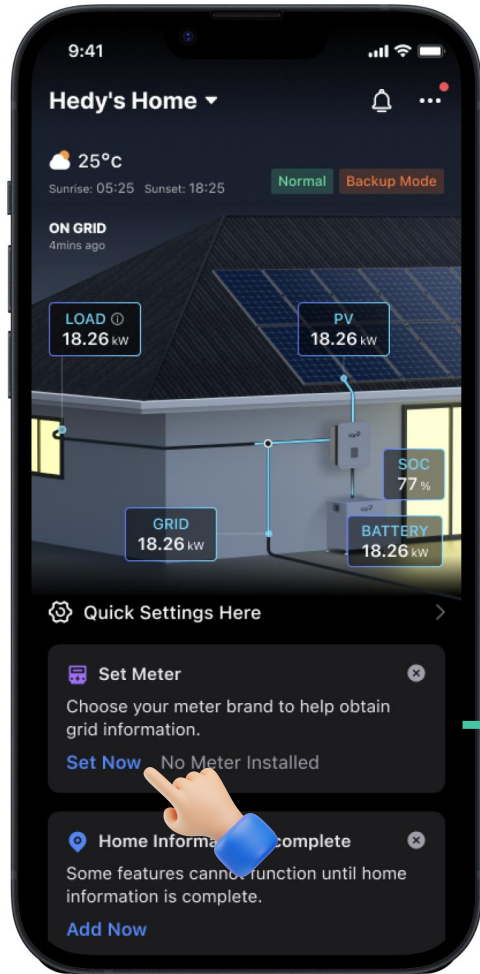 9:41
Hedy's Home
25°c
Sunrise: 05:25 Sunset: 18:25
Normal
Backup Mode
ON GRID
4mins ago
LOAD
18.26 kW
PV
18.26 kW
SOC
77 %
GRID
18.26 kW
BATTERY
18.26 kW
Quick Settings Here
Set Meter
Choose your meter brand to help obtain
grid information.
Set Now No Meter Installed
Home complete
Some features cannot function until home
information is complete.
Add Now